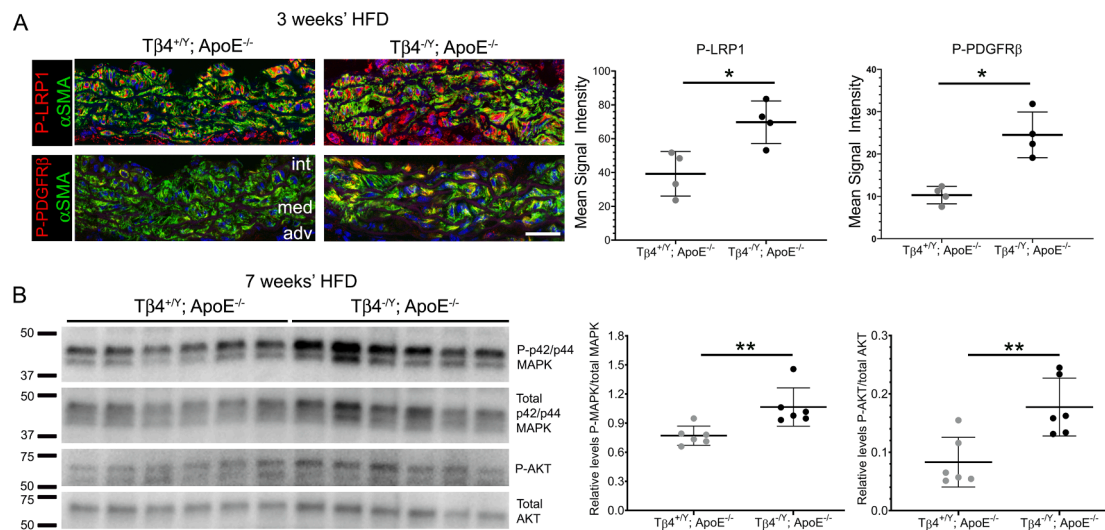 A
3 weeks' HFD
Tβ4+/Y; ApoE-/-
Tβ4-/Y; ApoE-/-
P-LRP1
αSMA
P-PDGFRβ
αSMA
int
med
adv
P-LRP1
Mean Signal Intensity
100
80
60
40
20
0
*
Tβ4+/Y; ApoE-/-
Tβ4-/Y; ApoE-/-
P-PDGFRβ
Mean Signal Intensity
40
30
20
10
0
*
Tβ4+/Y; ApoE-/-
Tβ4-/Y; ApoE-/-
B
7 weeks' HFD
Tβ4+/Y; ApoE-/-
Tβ4-/Y; ApoE-/-
50
37
P-p42/p44
MAPK
50
37
Total
p42/p44
MAPK
75
50
P-AKT
75
50
Total
AKT
Relative levels P-MAPK/total MAPK
1.8
1.5
1.2
0.9
0.6
0.3
0.0
**
Tβ4+/Y; ApoE-/-
Tβ4-/Y; ApoE-/-
Relative levels P-AKT/total AKT
0.3
0.2
0.1
0.0
**
Tβ4+/Y; ApoE-/-
Tβ4-/Y; ApoE-/-